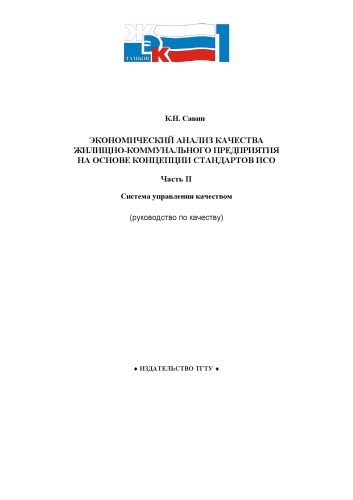 ЖЭК 1
ТАМБОВ
К.Н. Савин
ЭКОНОМИЧЕСКИЙ АНАЛИЗ КАЧЕСТВА
ЖИЛИЩНО-КОММУНАЛЬНОГО ПРЕДПРИЯТИЯ
НА ОСНОВЕ КОНЦЕПЦИИ СТАНДАРТОВ ИСО
Часть II
Система управления качеством
(руководство по качеству)
♦ ИЗДАТЕЛЬСТВО ТГТУ ♦